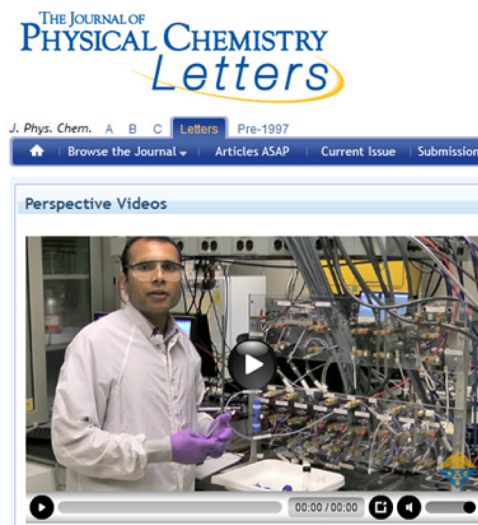 THE JOURNAL OF
PHYSICAL CHEMISTRY
Letters
J. Phys. Chem. A B C Letters Pre-1997
Browse the Journal Articles ASAP Current Issue Submission
Perspective Videos
00:00 / 00:00